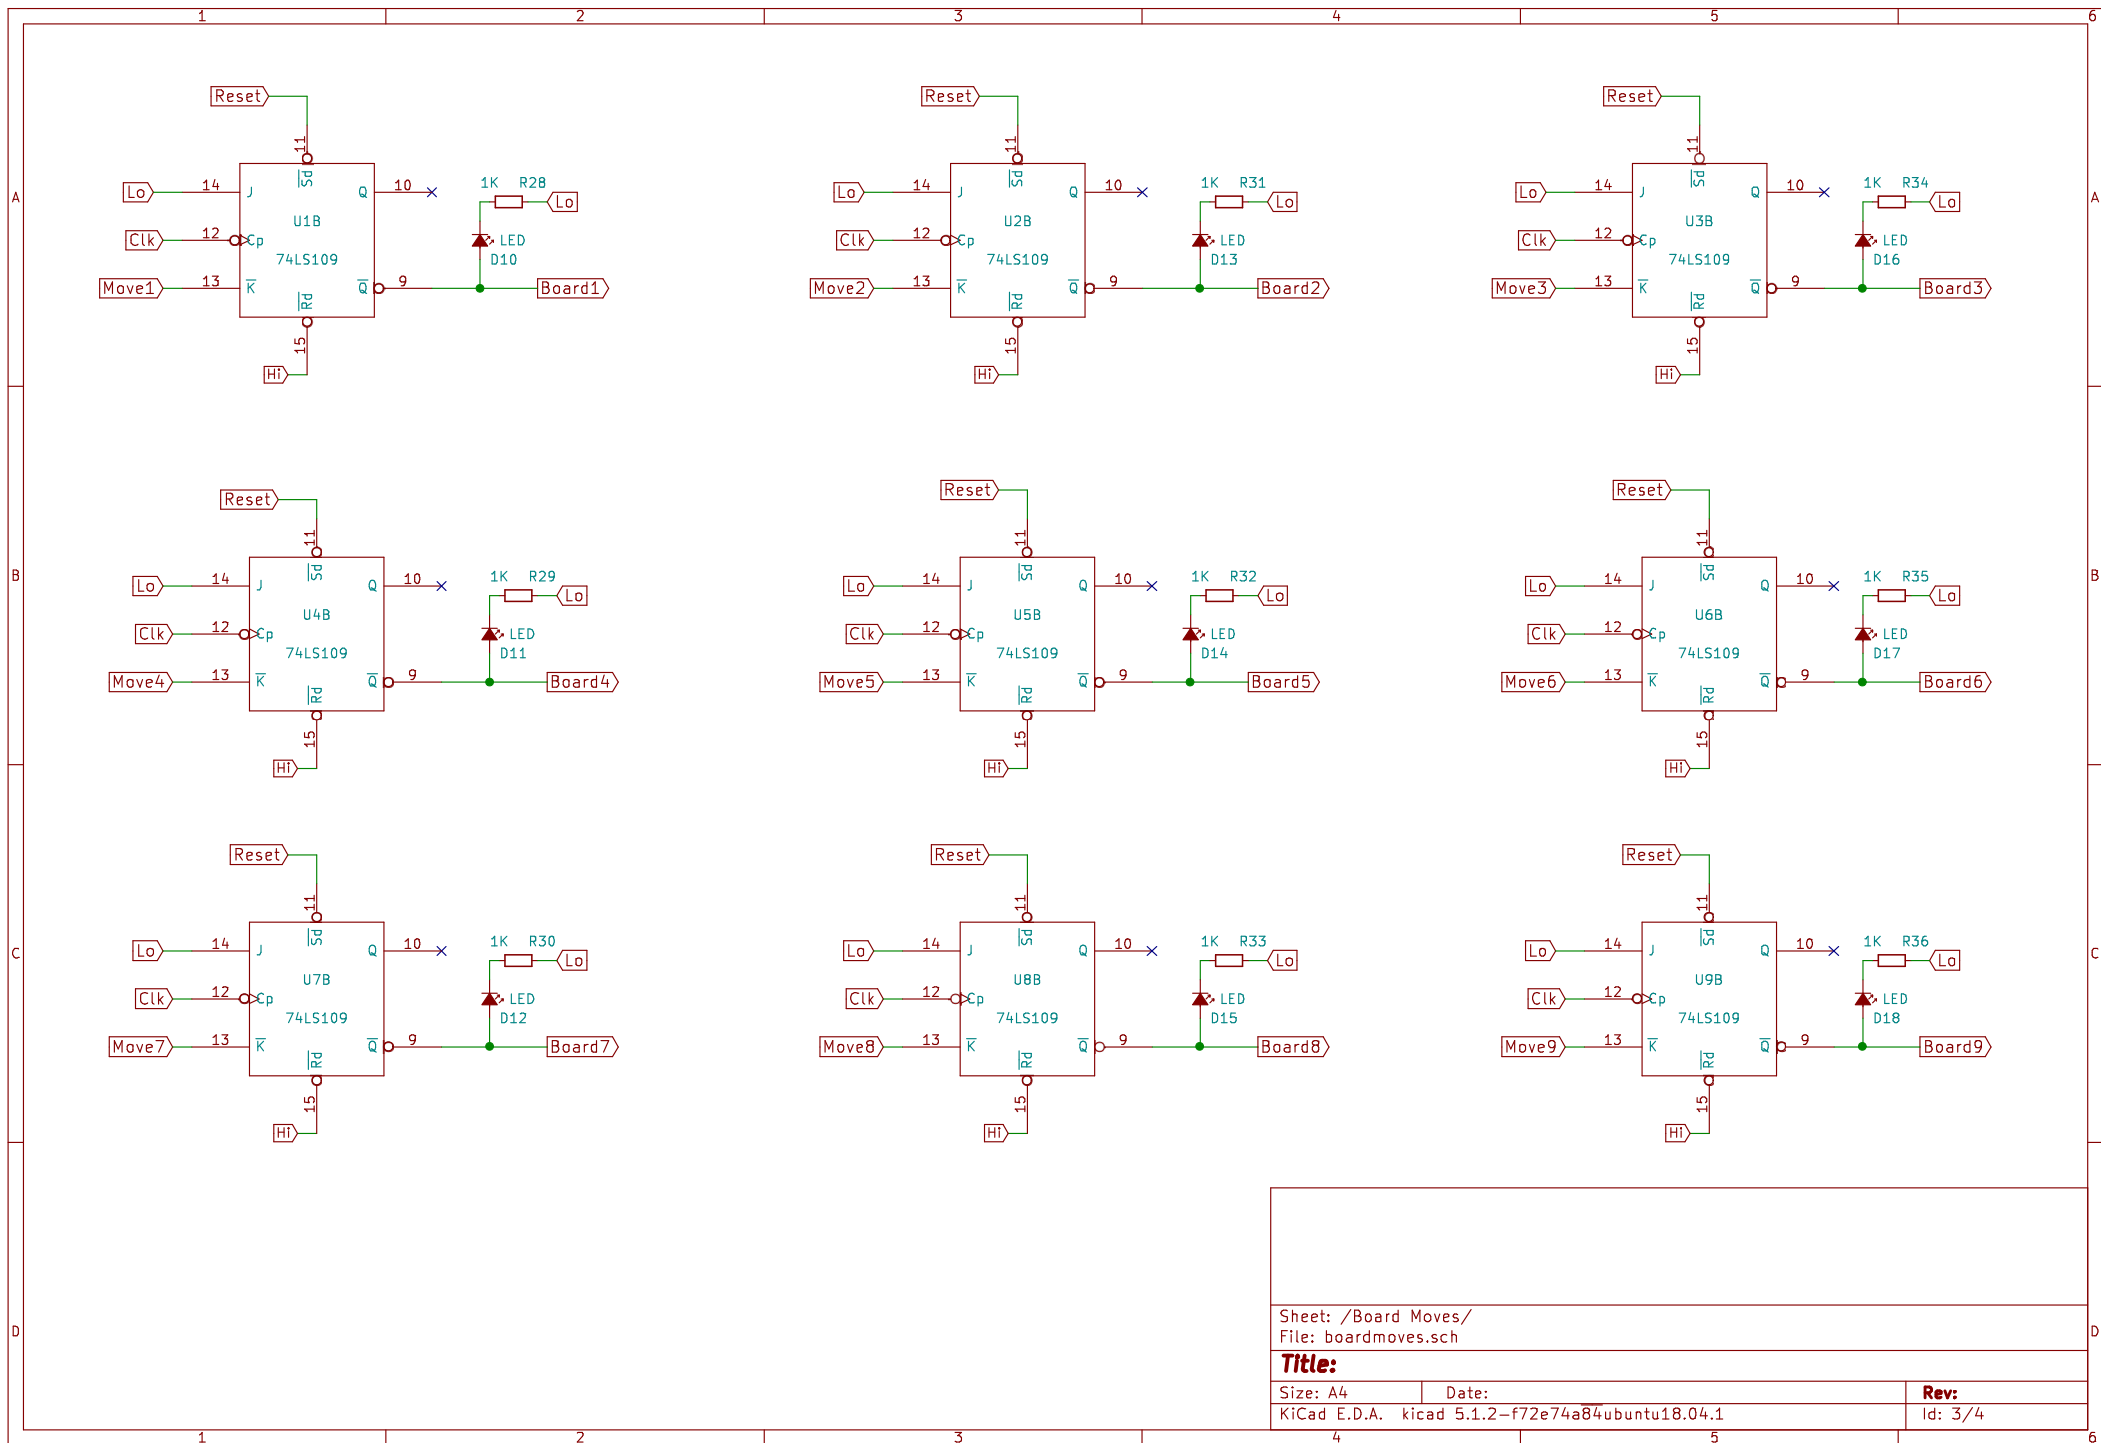 1 2 3 4 5 6
A A
Reset
11
PS
Lo 14 J
Q 10
U1B
Clk 12 Cp
74LS109
Move1 13 K
Q 9
Rd
15
Hi
1K R28 Lo
LED
D10
Board1
Reset
11
PS
Lo 14 J
Q 10
U2B
Clk 12 Cp
74LS109
Move2 13 K
Q 9
Rd
15
Hi
1K R31 Lo
LED
D13
Board2
Reset
11
PS
Lo 14 J
Q 10
U3B
Clk 12 Cp
74LS109
Move3 13 K
Q 9
Rd
15
Hi
1K R34 Lo
LED
D16
Board3
B B
Reset
11
PS
Lo 14 J
Q 10
U4B
Clk 12 Cp
74LS109
Move4 13 K
Q 9
Rd
15
Hi
1K R29 Lo
LED
D11
Board4
Reset
11
PS
Lo 14 J
Q 10
U5B
Clk 12 Cp
74LS109
Move5 13 K
Q 9
Rd
15
Hi
1K R32 Lo
LED
D14
Board5
Reset
11
PS
Lo 14 J
Q 10
U6B
Clk 12 Cp
74LS109
Move6 13 K
Q 9
Rd
15
Hi
1K R35 Lo
LED
D17
Board6
C C
Reset
11
PS
Lo 14 J
Q 10
U7B
Clk 12 Cp
74LS109
Move7 13 K
Q 9
Rd
15
Hi
1K R30 Lo
LED
D12
Board7
Reset
11
PS
Lo 14 J
Q 10
U8B
Clk 12 Cp
74LS109
Move8 13 K
Q 9
Rd
15
Hi
1K R33 Lo
LED
D15
Board8
Reset
11
PS
Lo 14 J
Q 10
U9B
Clk 12 Cp
74LS109
Move9 13 K
Q 9
Rd
15
Hi
1K R36 Lo
LED
D18
Board9
D D
Sheet: /Board Moves/
File: boardmoves.sch
Title:
Size: A4 Date: Rev:
KiCad E.D.A. kicad 5.1.2-f72e74a84ubuntu18.04.1 Id: 3/4
1 2 3 4 5 6